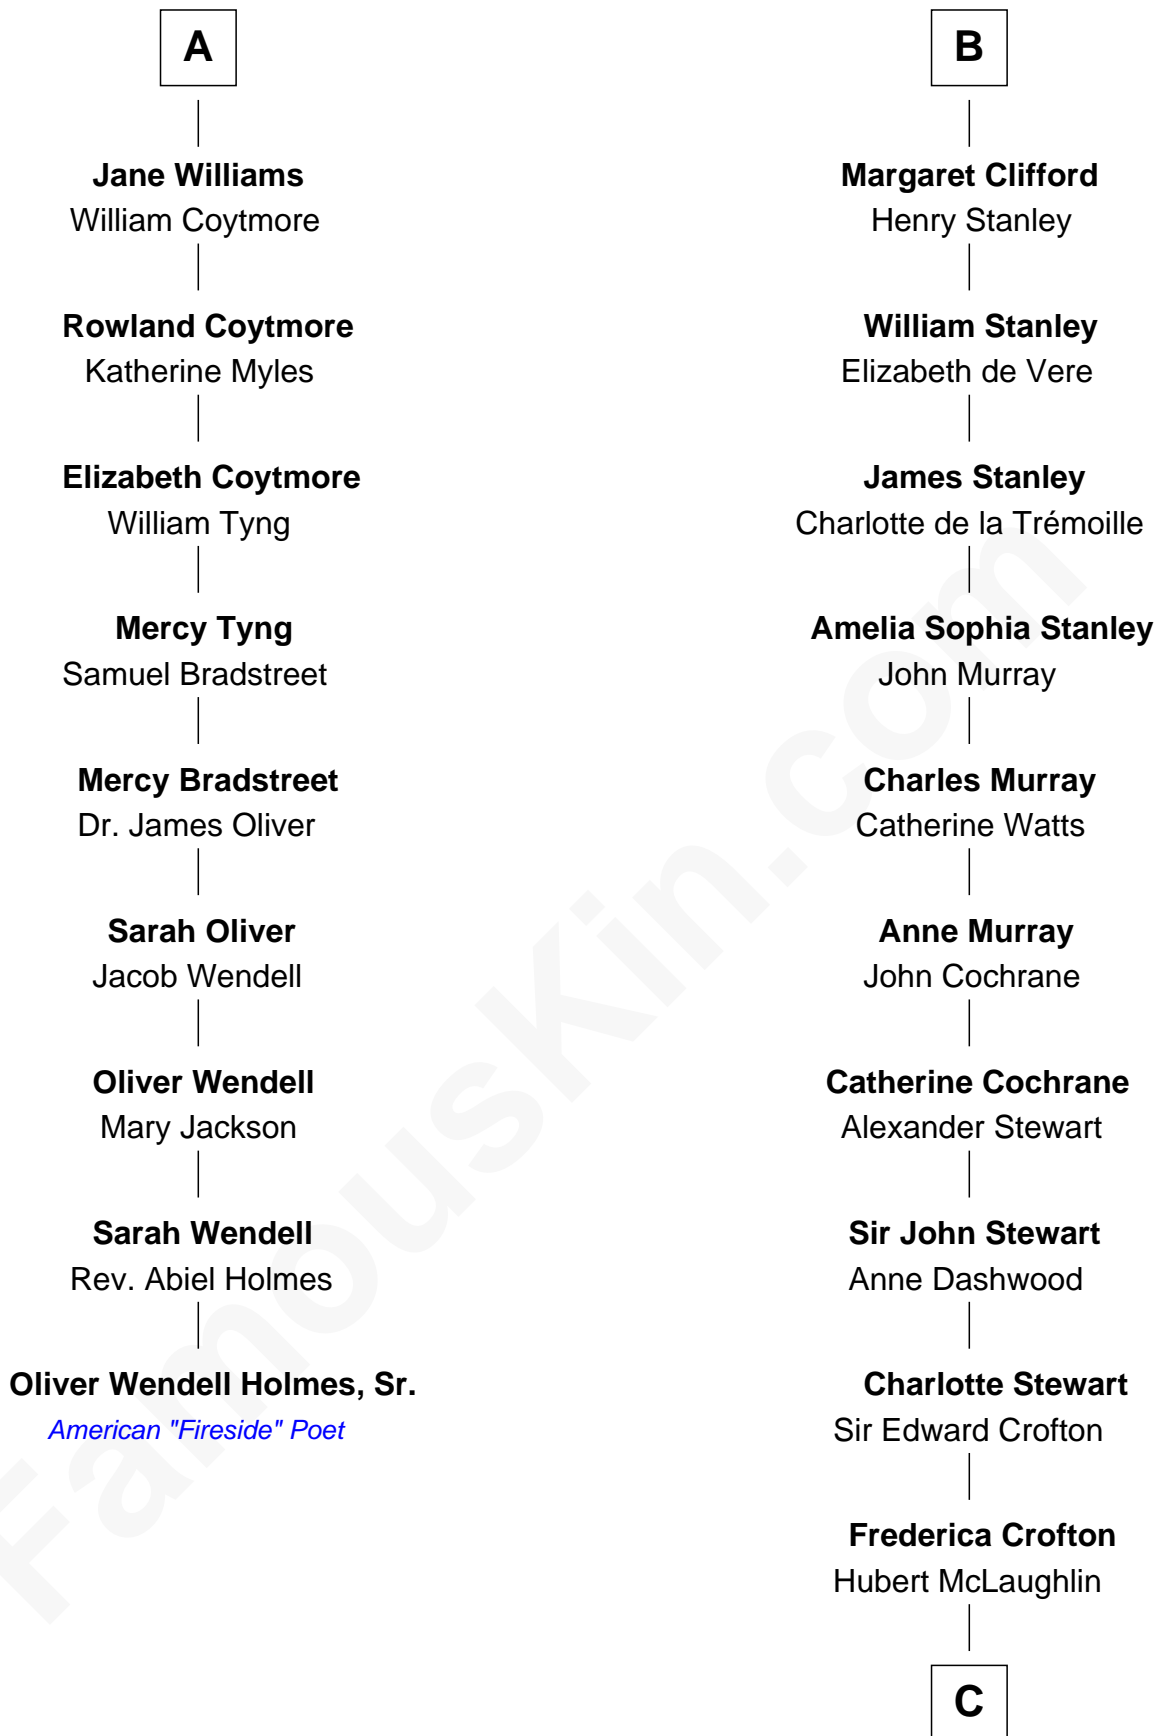 A
Jane Williams
William Coytmore
Rowland Coytmore
Katherine Myles
Elizabeth Coytmore
William Tyng
Mercy Tyng
Samuel Bradstreet
Mercy Bradstreet
Dr. James Oliver
Sarah Oliver
Jacob Wendell
Oliver Wendell
Mary Jackson
Sarah Wendell
Rev. Abiel Holmes
Oliver Wendell Holmes, Sr.
American "Fireside" Poet
B
Margaret Clifford
Henry Stanley
William Stanley
Elizabeth de Vere
James Stanley
Charlotte de la Trémoille
Amelia Sophia Stanley
John Murray
Charles Murray
Catherine Watts
Anne Murray
John Cochrane
Catherine Cochrane
Alexander Stewart
Sir John Stewart
Anne Dashwood
Charlotte Stewart
Sir Edward Crofton
Frederica Crofton
Hubert McLaughlin
C
FamousKin.com